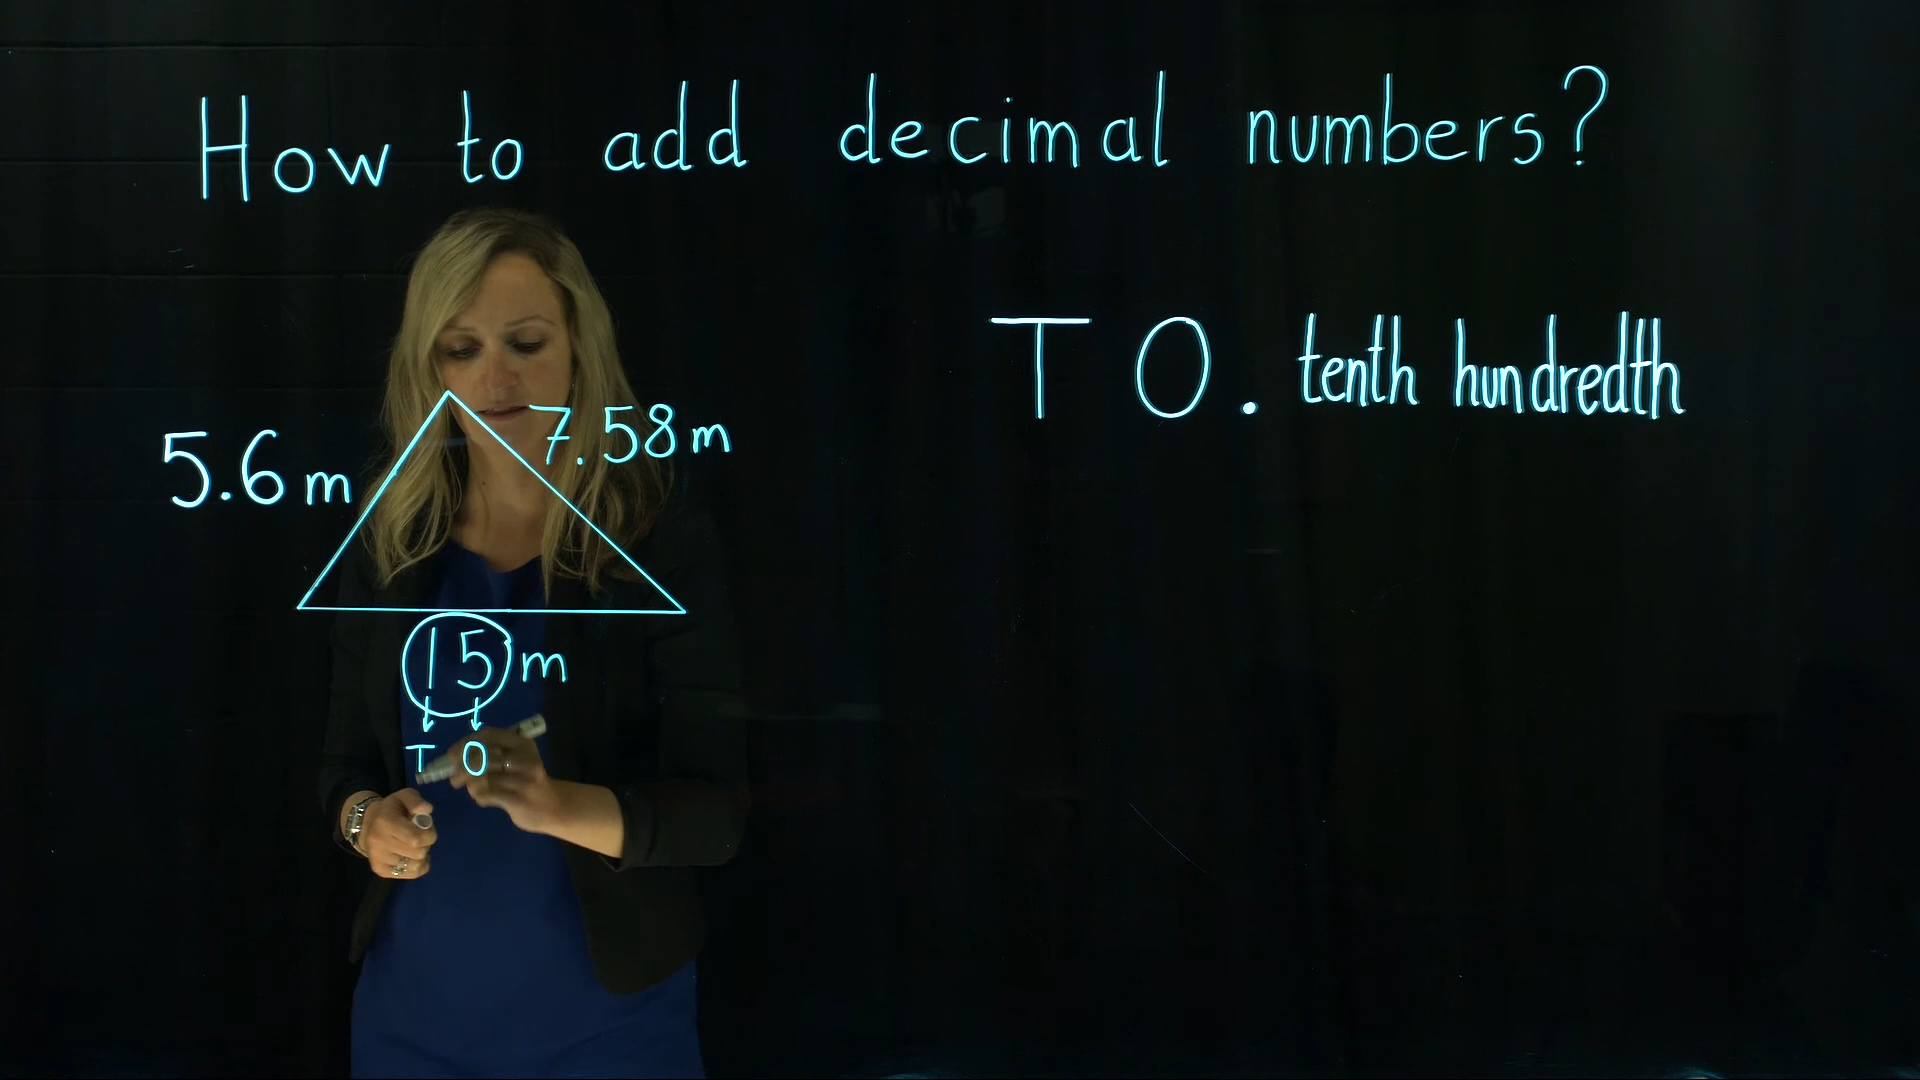 How to add decimal numbers?
T O . tenth hundredth
5.6 m
7.58 m
15 m
T O